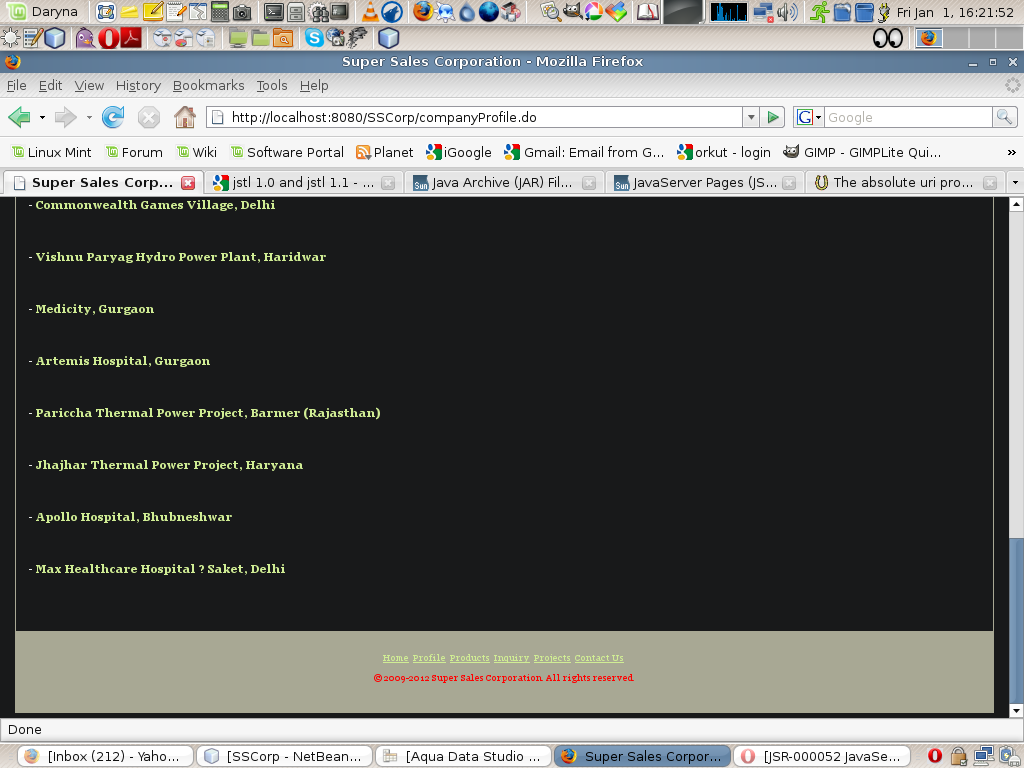 Daryna
Fri Jan 1, 16:21:52
Super Sales Corporation - Mozilla Firefox
File Edit View History Bookmarks Tools Help
http://localhost:8080/SSCorp/companyProfile.do
Google
Linux Mint Forum Wiki Software Portal Planet iGoogle Gmail: Email from G... orkut - login GIMP - GIMPLite Qui... »
Super Sales Corp... jstl 1.0 and jstl 1.1 - ... Java Archive (JAR) Fil... JavaServer Pages (JS... The absolute uri pro...
- Commonwealth Games Village, Delhi
- Vishnu Paryag Hydro Power Plant, Haridwar
- Medicity, Gurgaon
- Artemis Hospital, Gurgaon
- Pariccha Thermal Power Project, Barmer (Rajasthan)
- Jhajhar Thermal Power Project, Haryana
- Apollo Hospital, Bhubneshwar
- Max Healthcare Hospital ? Saket, Delhi
Home Profile Products Inquiry Projects Contact Us
©2009-2012 Super Sales Corporation. All rights reserved.
Done
[Inbox (212) - Yaho... [SSCorp - NetBean... [Aqua Data Studio ... Super Sales Corpor... [JSR-000052 JavaSe...